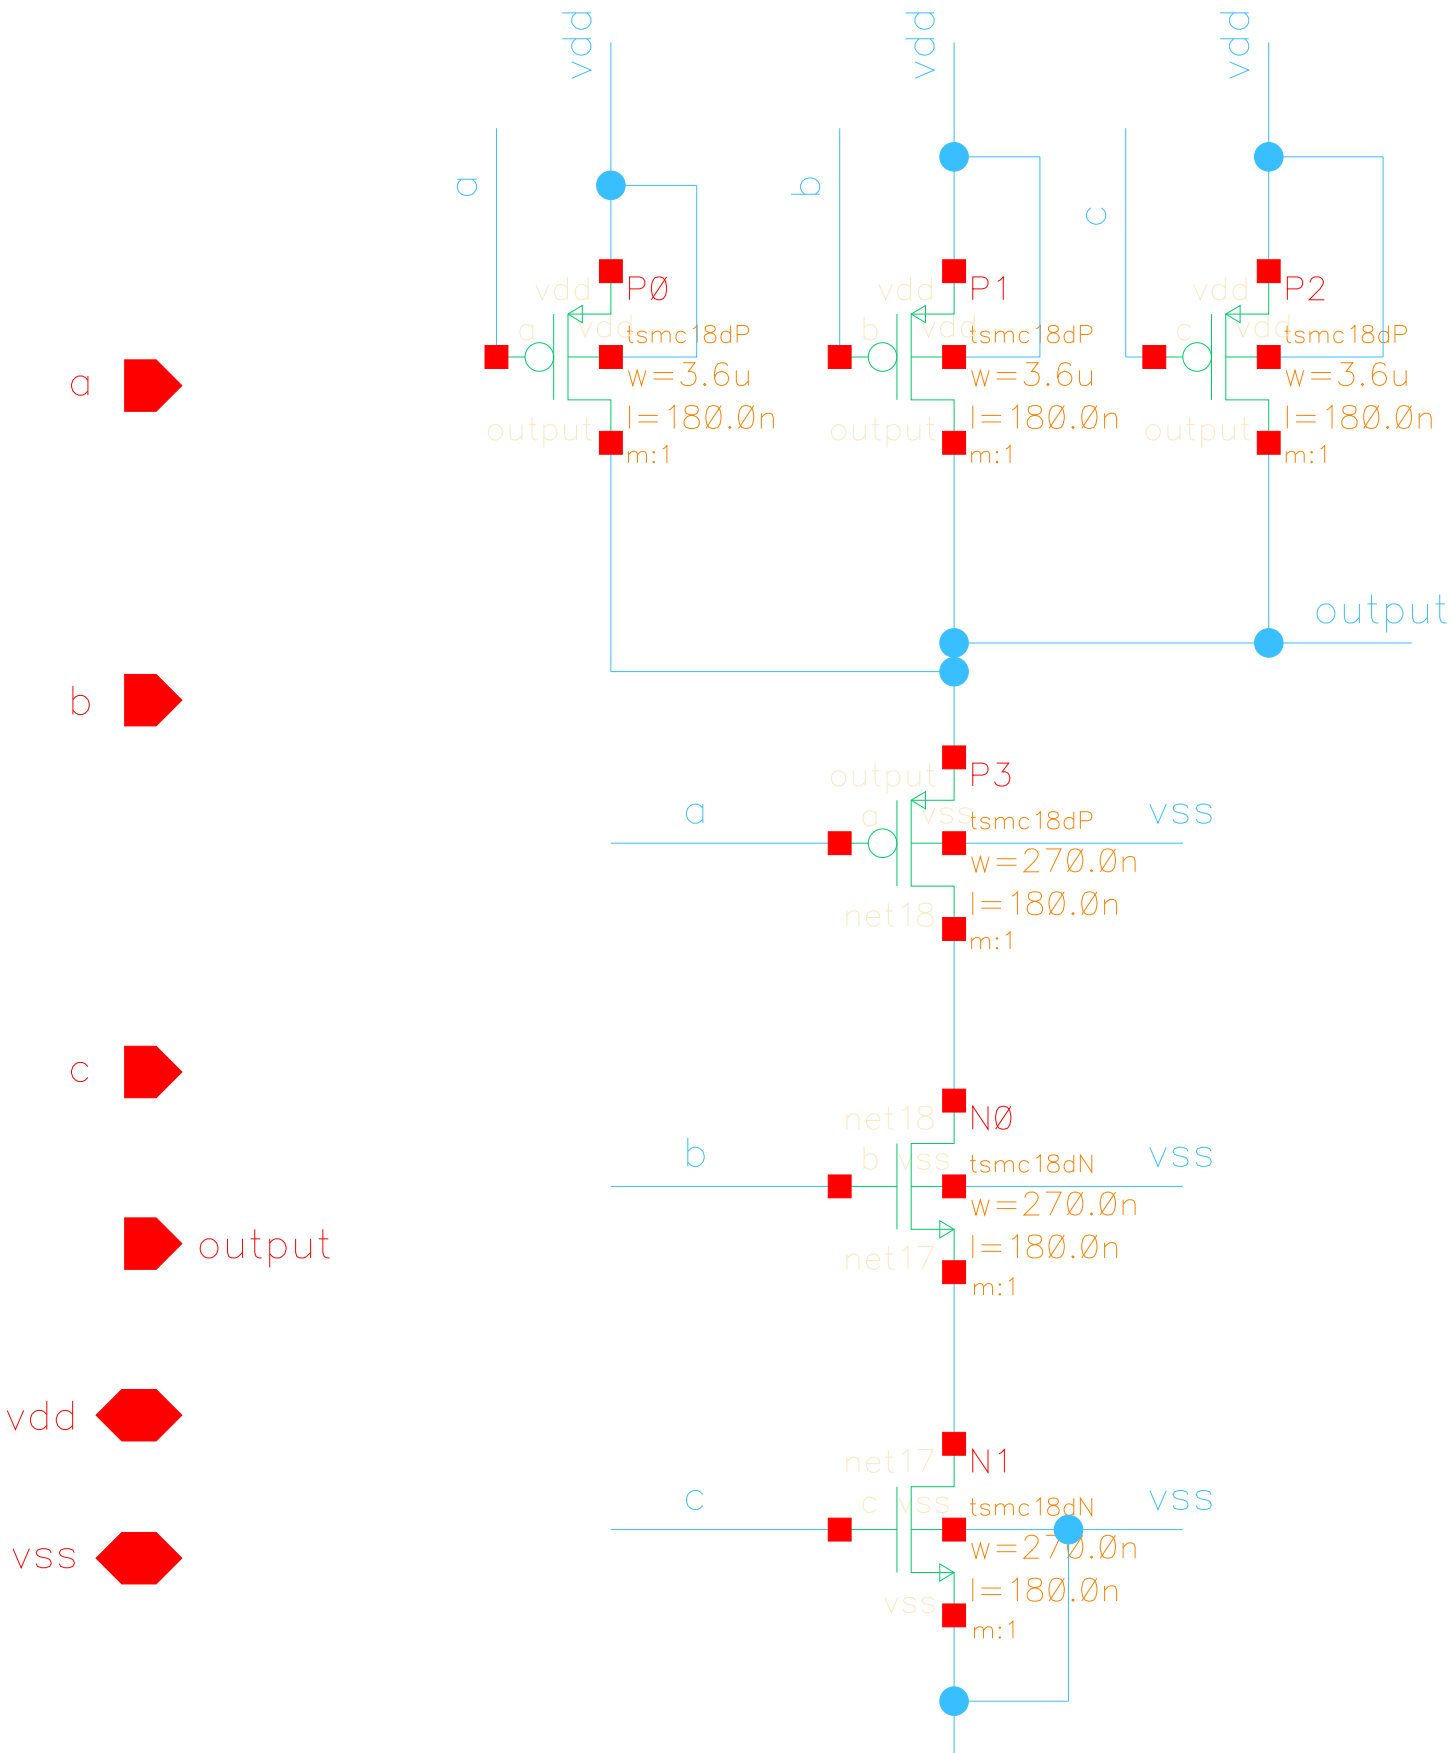 vdd
vdd
vdd
a
b
c
vdd
P0
vdd
P1
vdd
P2
a
vdd
tsmc18dP
b
vdd
tsmc18dP
c
vdd
tsmc18dP
w=3.6u
w=3.6u
w=3.6u
a
l=180.0n
l=180.0n
l=180.0n
output
output
output
m:1
m:1
m:1
output
b
output
P3
a
a
vss
tsmc18dP
vss
w=270.0n
l=180.0n
net18
m:1
c
net18
N0
b
b
vss
tsmc18dN
vss
w=270.0n
output
l=180.0n
net17
m:1
vdd
net17
N1
c
c
vss
tsmc18dN
vss
w=270.0n
vss
l=180.0n
vss
m:1